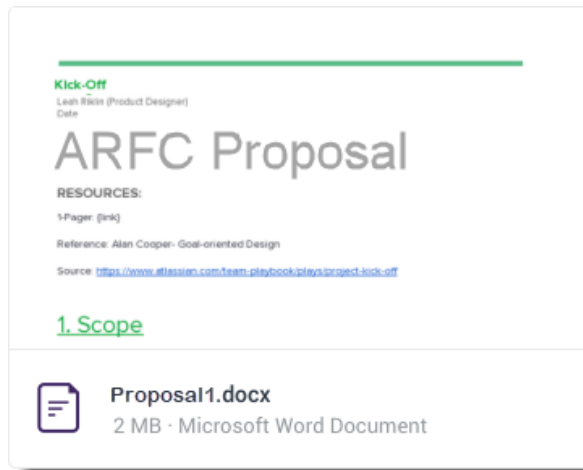 Kick-Off
Leah Rikin (Product Designer)
Date
ARFC Proposal
RESOURCES:
1-Pager: {link}
Reference: Alan Cooper- Goal-oriented Design
Source: https://www.atlassian.com/team-playbook/plays/project-kick-off
1. Scope
Proposal1.docx
2 MB · Microsoft Word Document